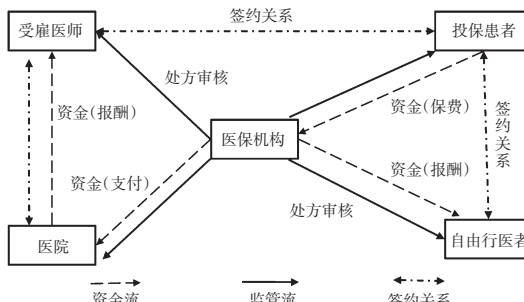 签约关系
受雇医师
投保患者
处方审核
资金(报酬)
资金(保费)
签约关系
医保机构
资金(支付)
资金(报酬)
处方审核
医院
自由行医者
资金流
监管流
签约关系